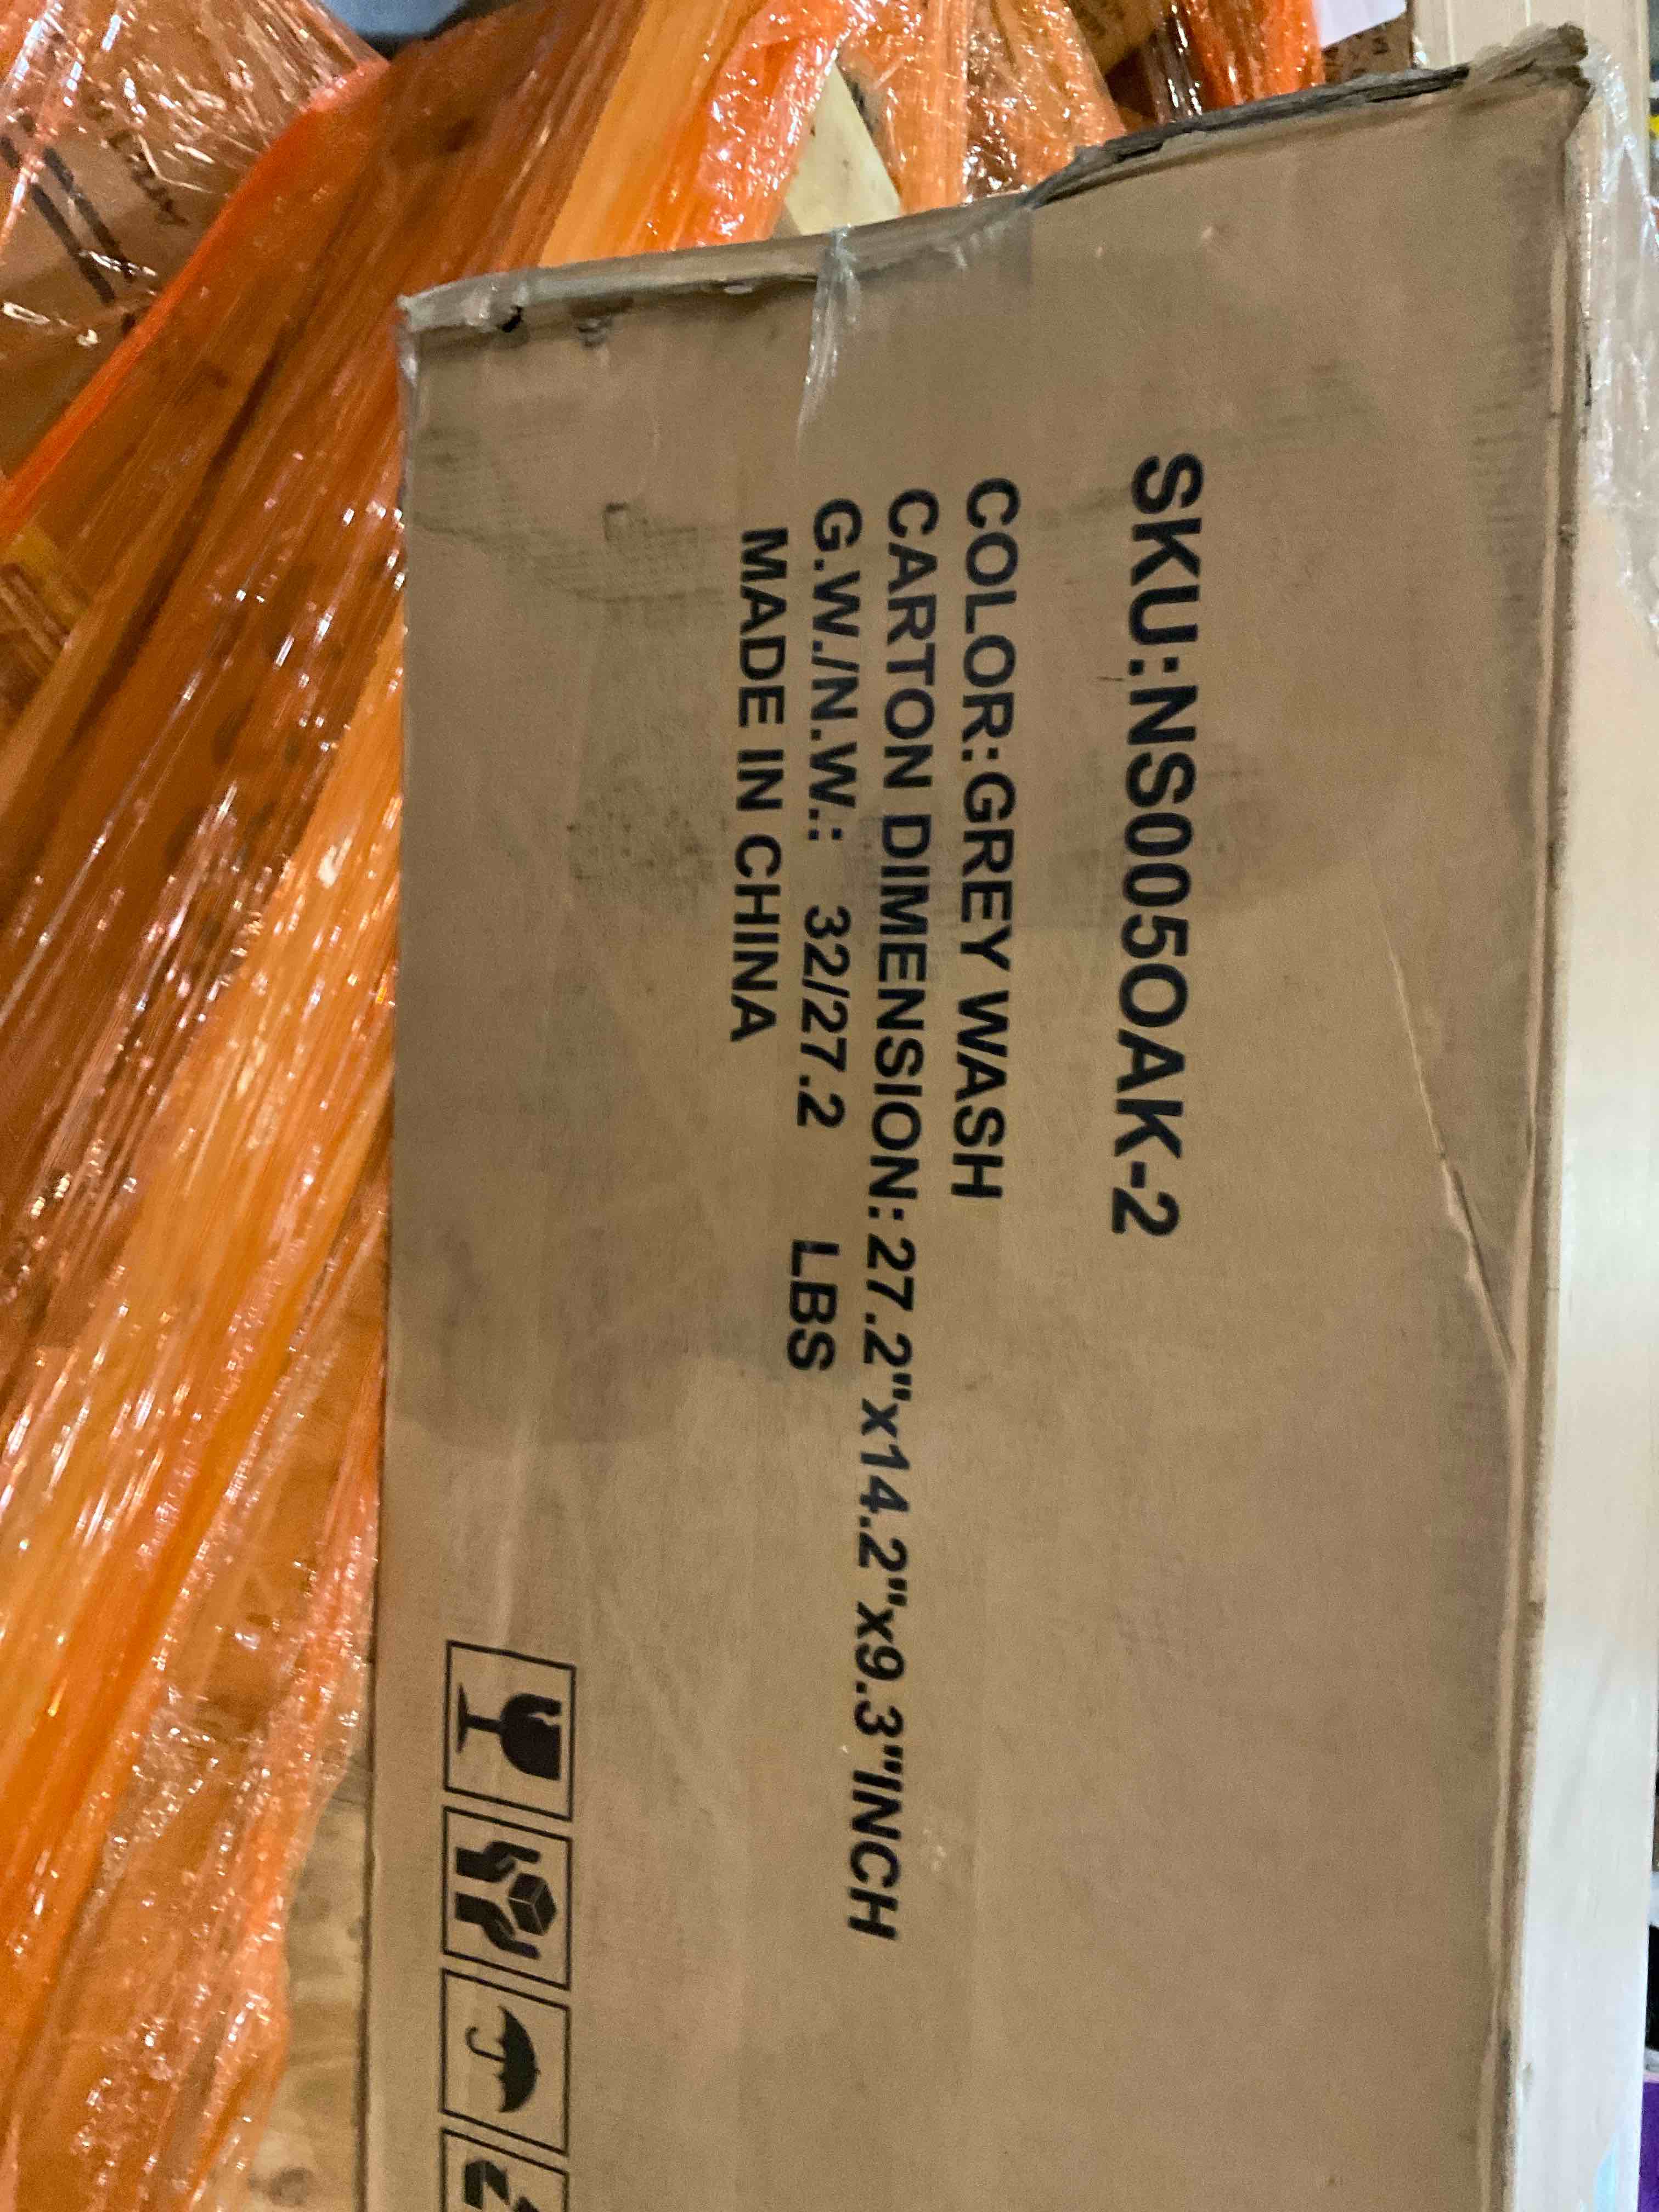 SKU:NS005OAK-2
COLOR:GREY WASH
CARTON DIMENSION: 27.2"x14.2"x9.3"INCH
G.W./N.W.: 32/27.2 LBS
MADE IN CHINA